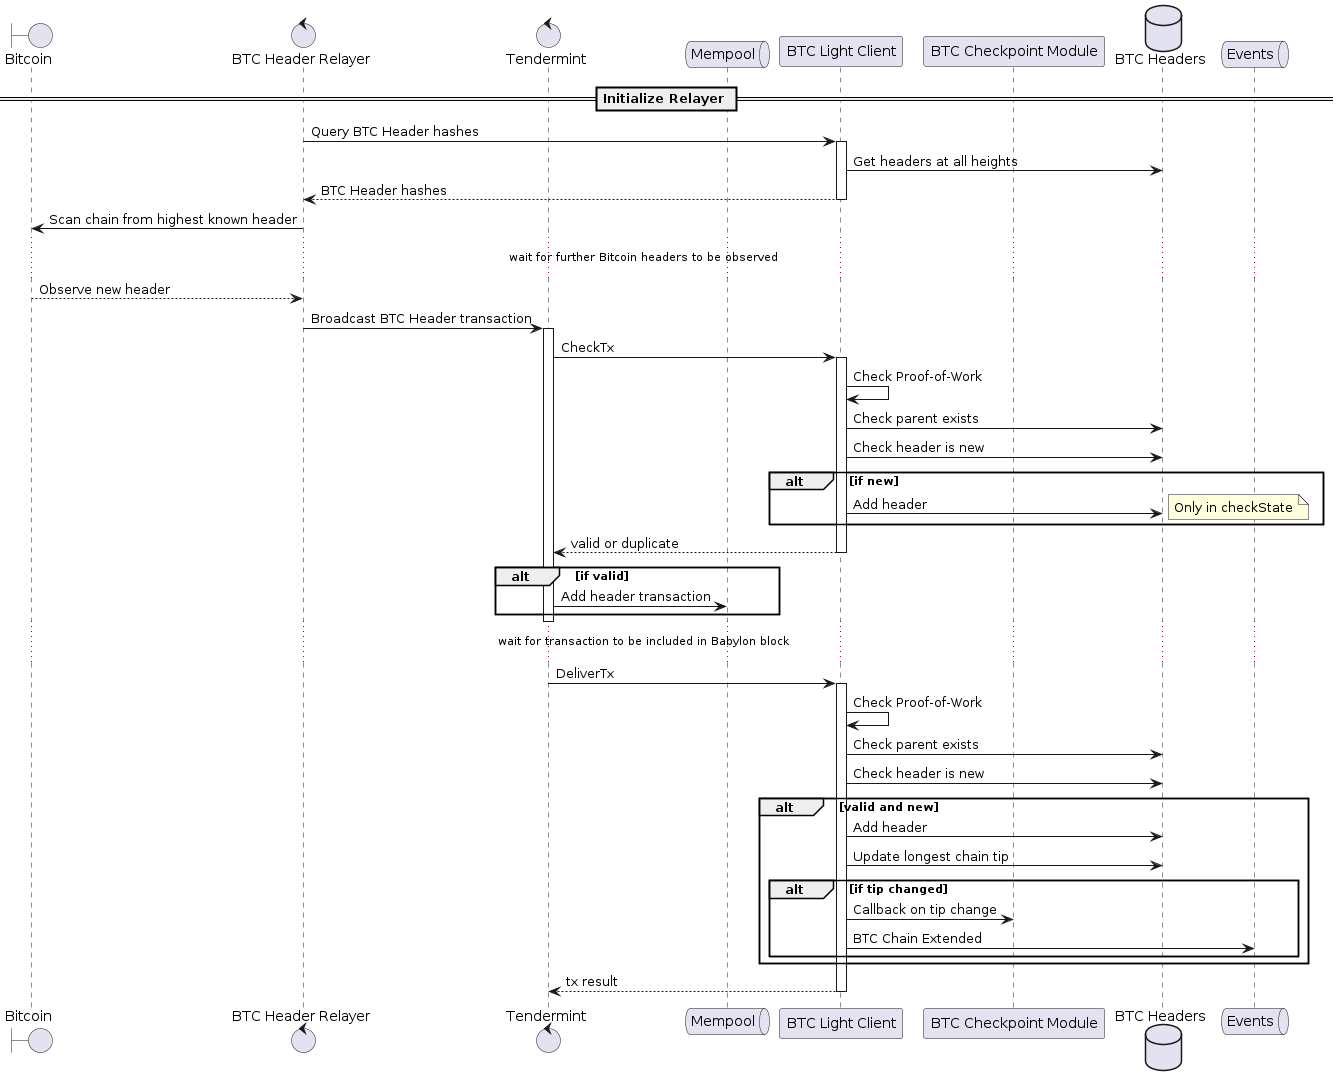 Bitcoin
BTC Header Relayer
Tendermint
Mempool
BTC Light Client
BTC Checkpoint Module
BTC Headers
Events
Initialize Relayer
Query BTC Header hashes
Get headers at all heights
BTC Header hashes
Scan chain from highest known header
wait for further Bitcoin headers to be observed
Observe new header
Broadcast BTC Header transaction
CheckTx
Check Proof-of-Work
Check parent exists
Check header is new
alt [if new]
Add header
Only in checkState
valid or duplicate
alt [if valid]
Add header transaction
wait for transaction to be included in Babylon block
DeliverTx
Check Proof-of-Work
Check parent exists
Check header is new
alt [valid and new]
Add header
Update longest chain tip
alt [if tip changed]
Callback on tip change
BTC Chain Extended
tx result
Bitcoin
BTC Header Relayer
Tendermint
Mempool
BTC Light Client
BTC Checkpoint Module
BTC Headers
Events